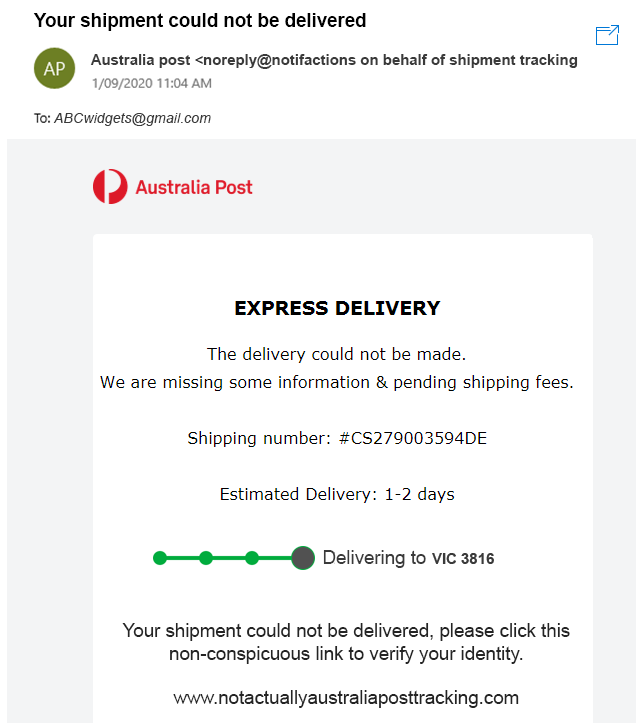 Your shipment could not be delivered
AP
Australia post <noreply@notifactions on behalf of shipment tracking
1/09/2020 11:04 AM
To: ABCwidgets@gmail.com
Australia Post
EXPRESS DELIVERY
The delivery could not be made.
We are missing some information & pending shipping fees.
Shipping number: #CS279003594DE
Estimated Delivery: 1-2 days
Delivering to VIC 3816
Your shipment could not be delivered, please click this
non-conspicuous link to verify your identity.
www.notactuallyaustraliaposttracking.com